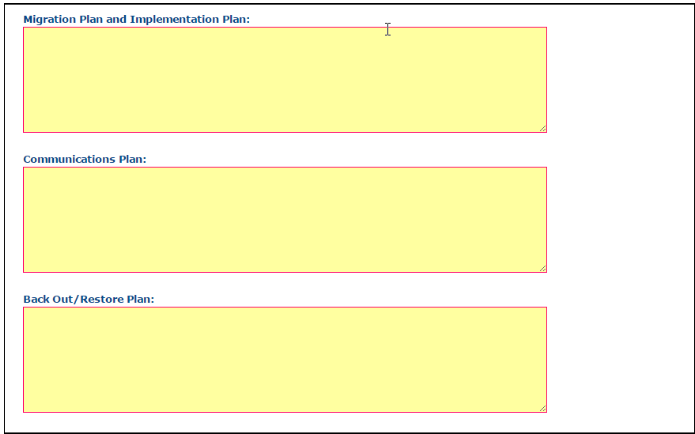 Migration Plan and Implementation Plan:
Communications Plan:
Back Out/Restore Plan: